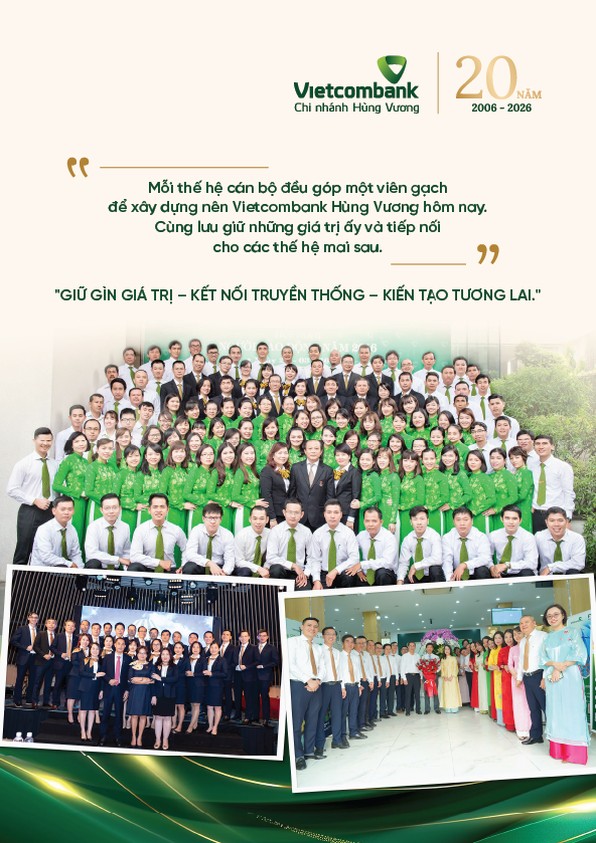 Vietcombank
Chi nhánh Hùng Vương
20 NĂM
2006 - 2026
"
Mỗi thế hệ cán bộ đều góp một viên gạch
để xây dựng nên Vietcombank Hùng Vương hôm nay.
Cùng lưu giữ những giá trị ấy và tiếp nối
cho các thế hệ mai sau.
"
"GIỮ GÌN GIÁ TRỊ – KẾT NỐI TRUYỀN THỐNG – KIẾN TẠO TƯƠNG LAI."